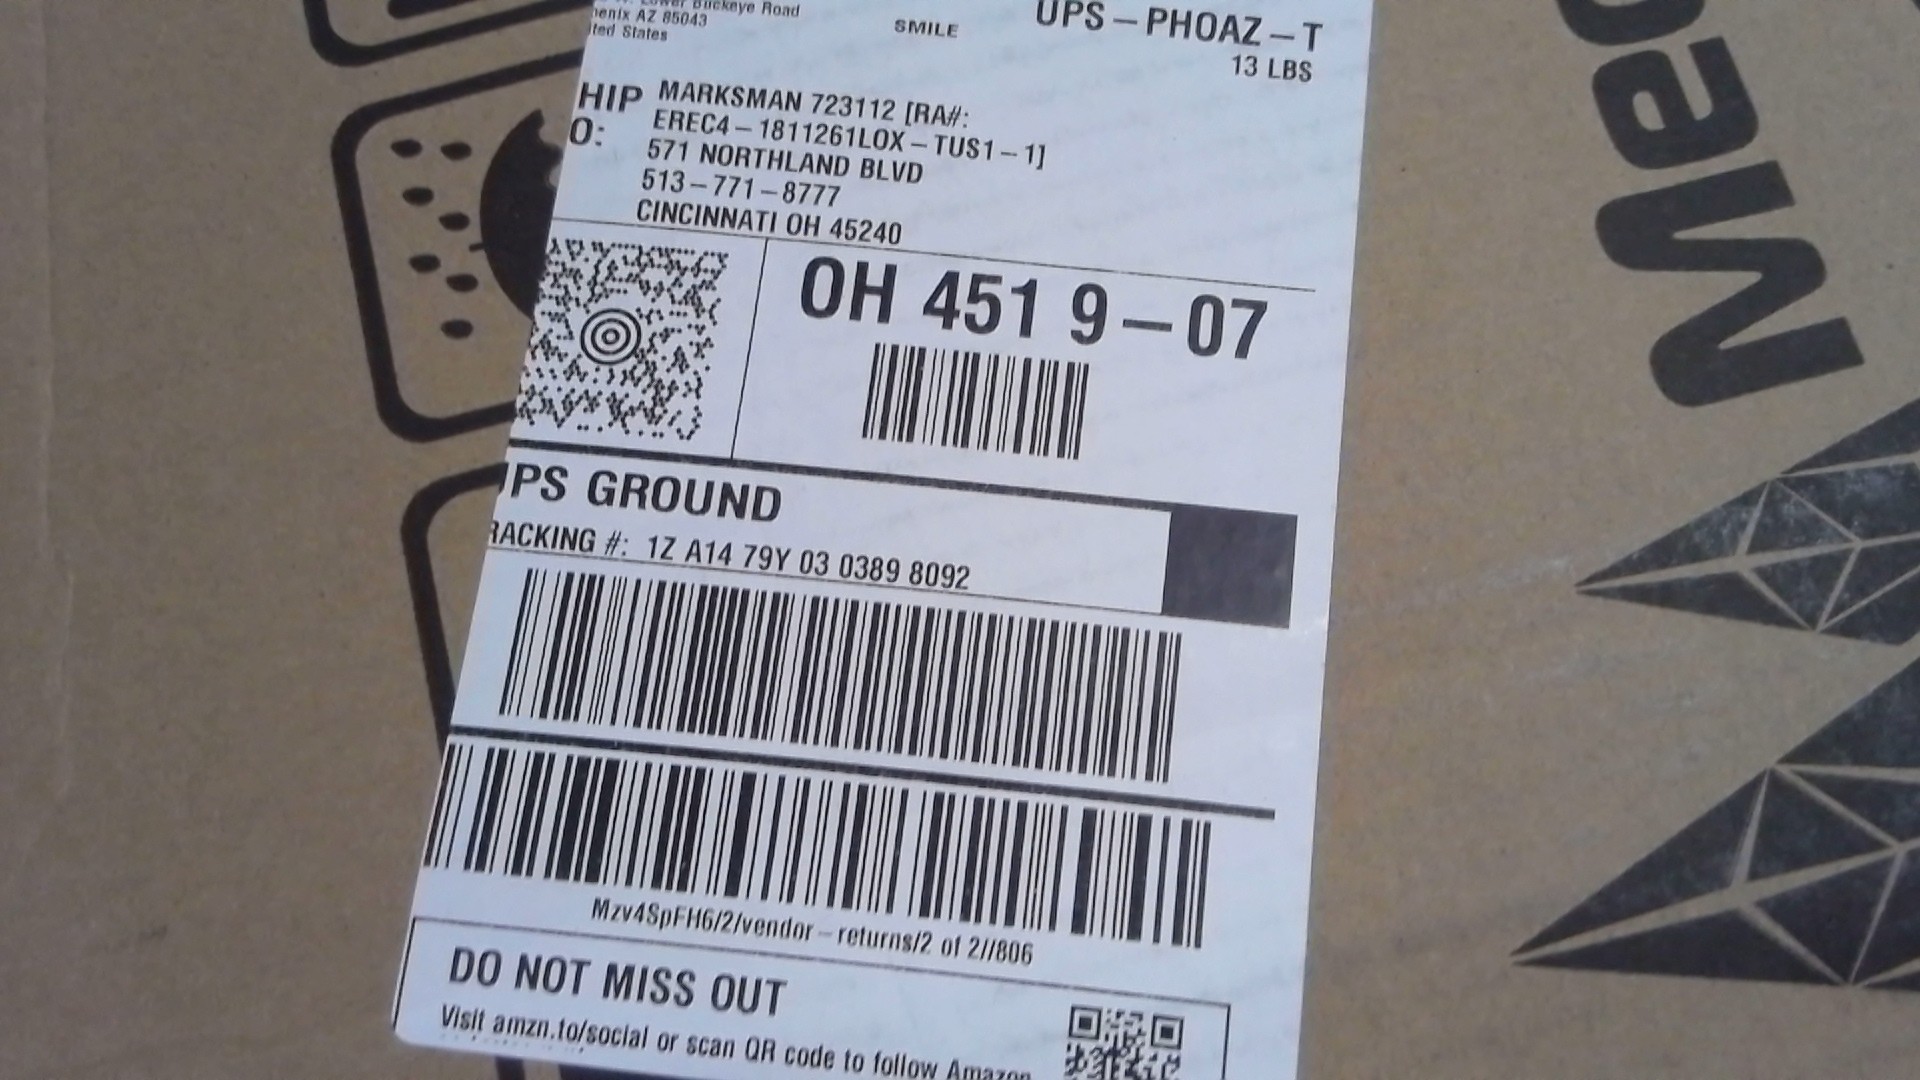 Buckeye Road
enix AZ 85043
ited States
SMILE
UPS-PHOAZ-T
13 LBS
HIP
O:
MARKSMAN 723112 [RA#:
EREC4-1811261LOX-TUS1-1]
571 NORTHLAND BLVD
513-771-8777
CINCINNATI OH 45240
OH 451 9-07
PS GROUND
RACKING #: 1Z A14 79Y 03 0389 8092
Mzv4SpFH6/2/vendor-returns/2 of 2//806
DO NOT MISS OUT
Visit amzn.to/social or scan QR code to follow Amazon